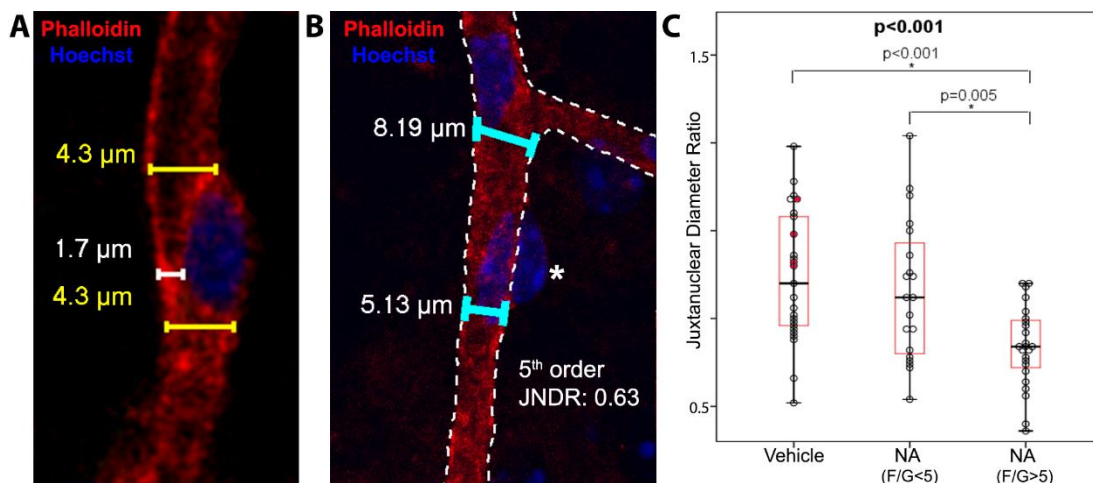 A
Phalloidin
Hoechst
4.3 µm
1.7 µm
4.3 µm
B
Phalloidin
Hoechst
8.19 µm
5.13 µm
*
5th order
JNDR: 0.63
C
p<0.001
p<0.001
*
p=0.005
*
1.5
Juxtanuclear Diameter Ratio
0.5
Vehicle
NA
(F/G<5)
NA
(F/G>5)